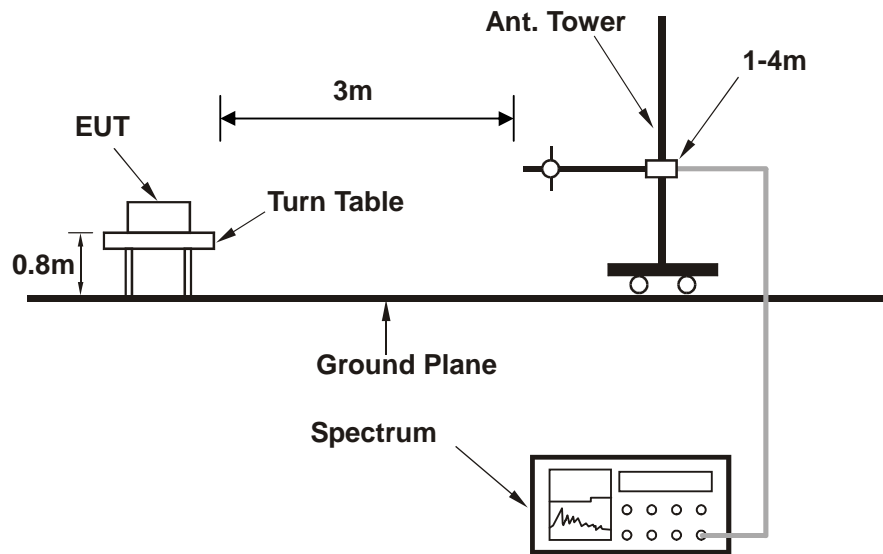 Ant. Tower
1-4m
3m
EUT
Turn Table
0.8m
Ground Plane
Spectrum